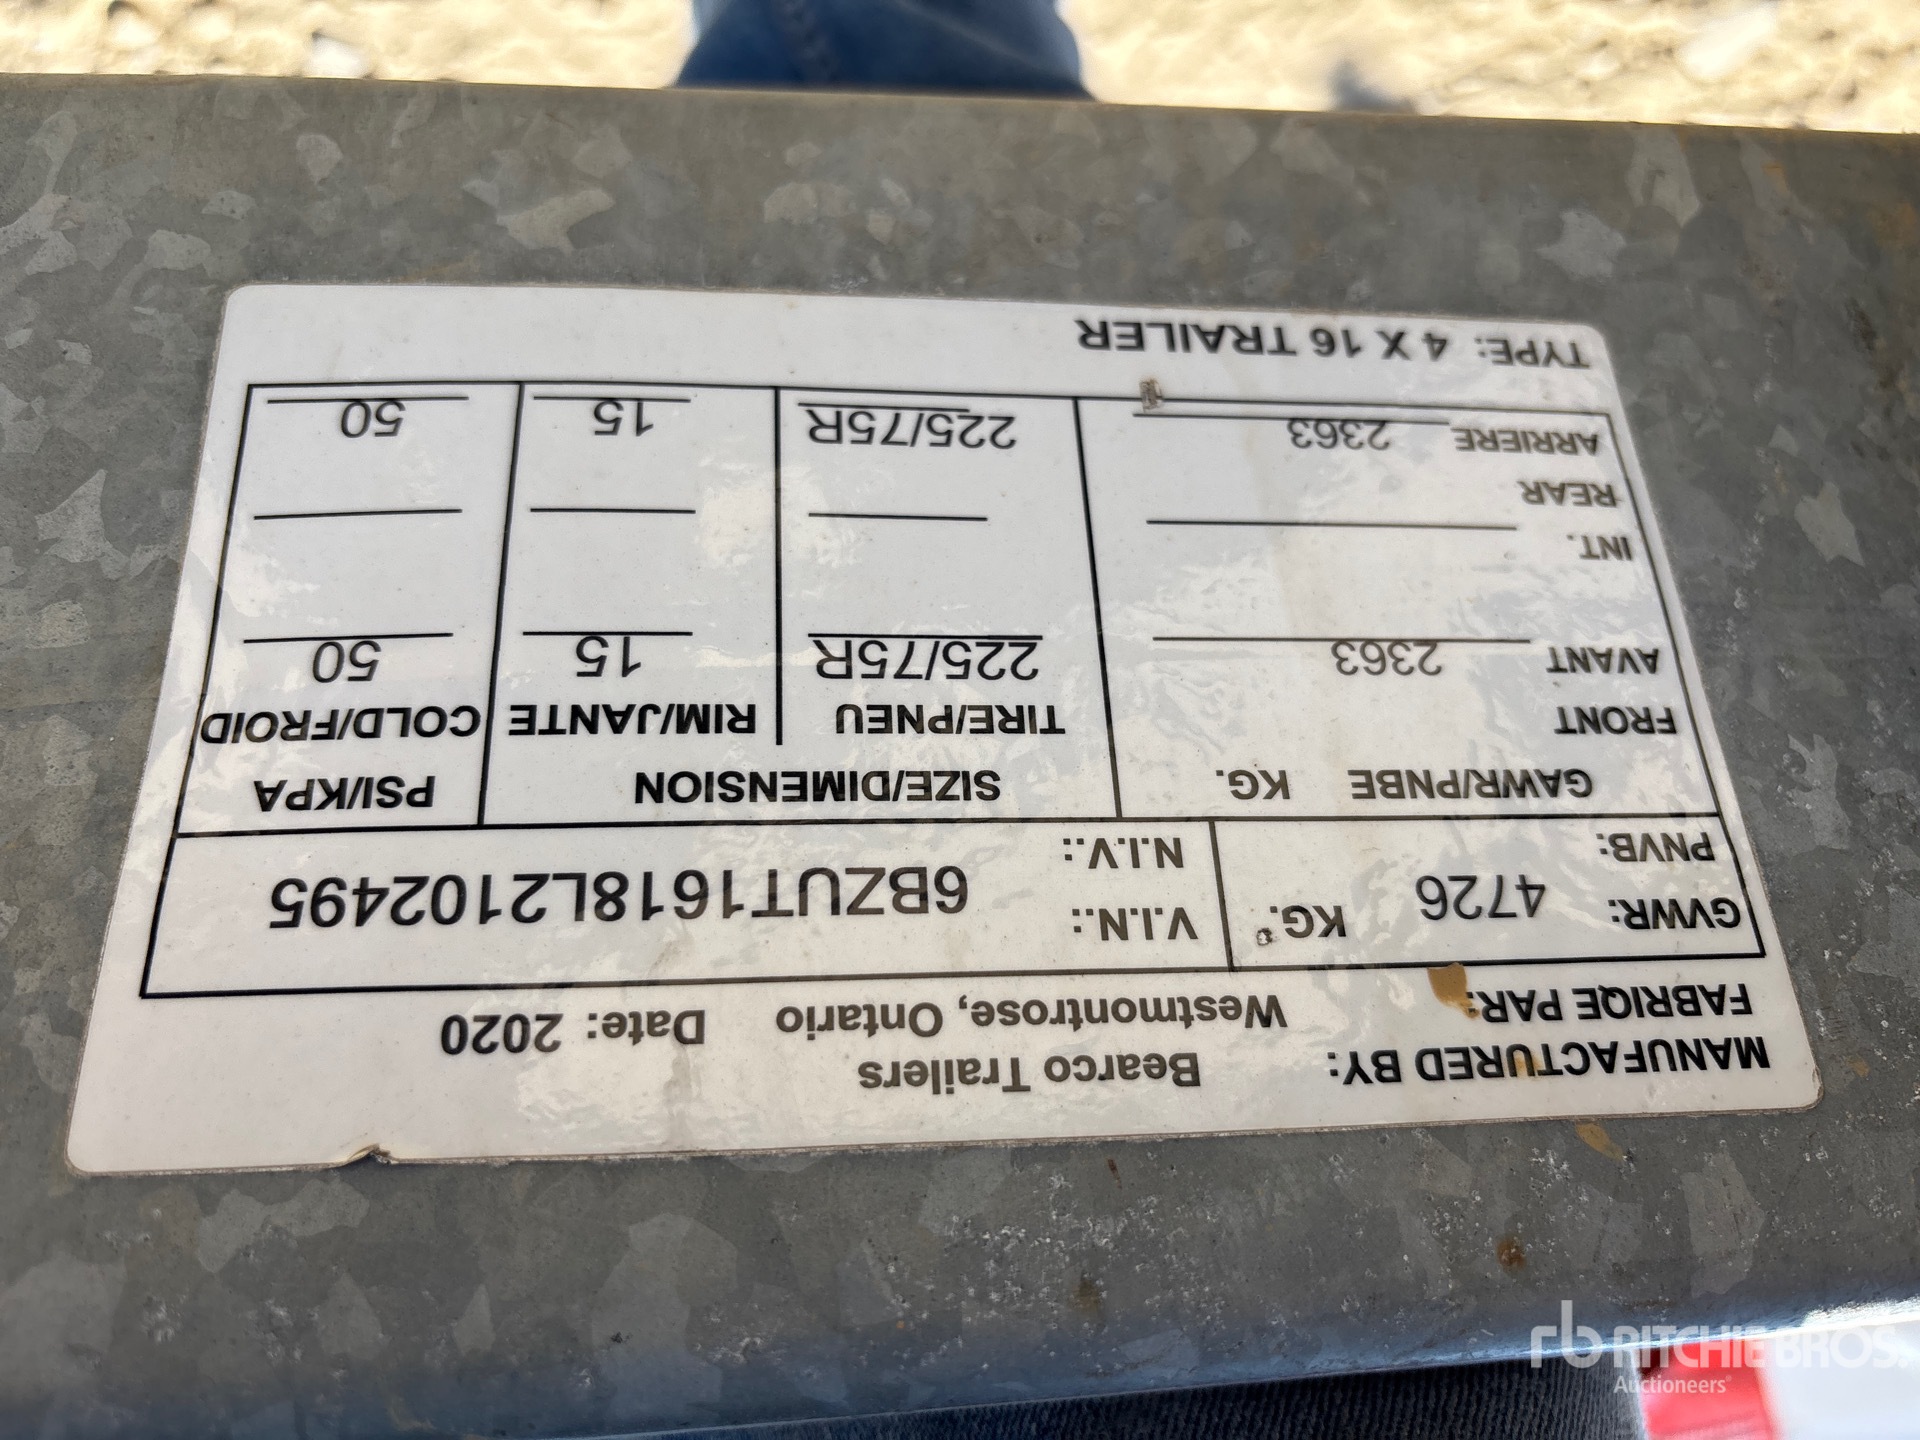 MANUFACTURED BY: Bearco Trailers
FABRIQE PAR: Westmontrose, Ontario Date: 2020
GVWR: 4726 KG. V.I.N.: 6BZUT1618L2102495
PNVB: N.I.V.:
GAWR/PNBE KG. SIZE/DIMENSION PSI/KPA
FRONT TIRE/PNEU RIM/JANTE COLD/FROID
AVANT 2363 225/75R 15 50
INT.
REAR
ARRIERE 2363 225/75R 15 50
TYPE: 4 X 16 TRAILER
rb RITCHIE BROS.
Auctioneers